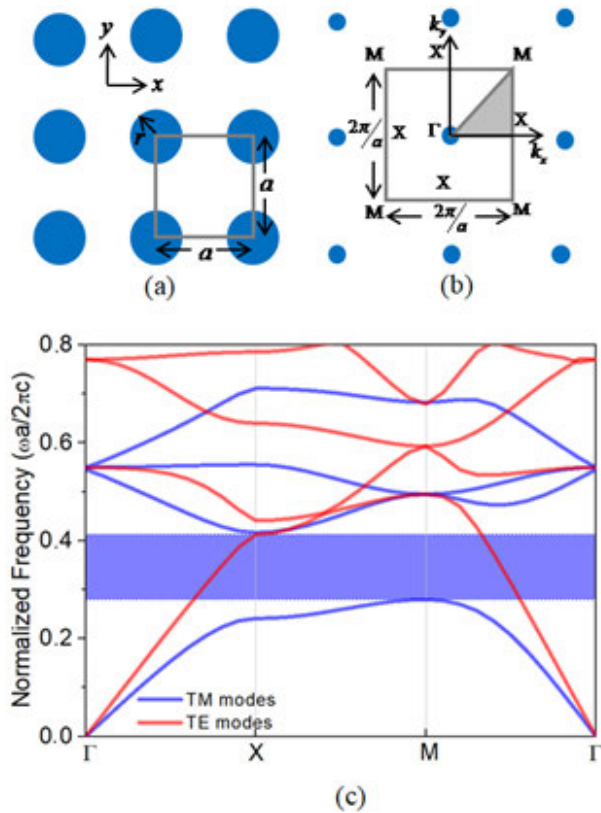 y
x
r
a
a
(a)
k_y
M X M
2π/a X Γ X
k_x
X
M 2π/a M
(b)
Normalized Frequency (ωa/2πc)
0.8
0.6
0.4
0.2
0.0
TM modes
TE modes
Γ X M Γ
(c)